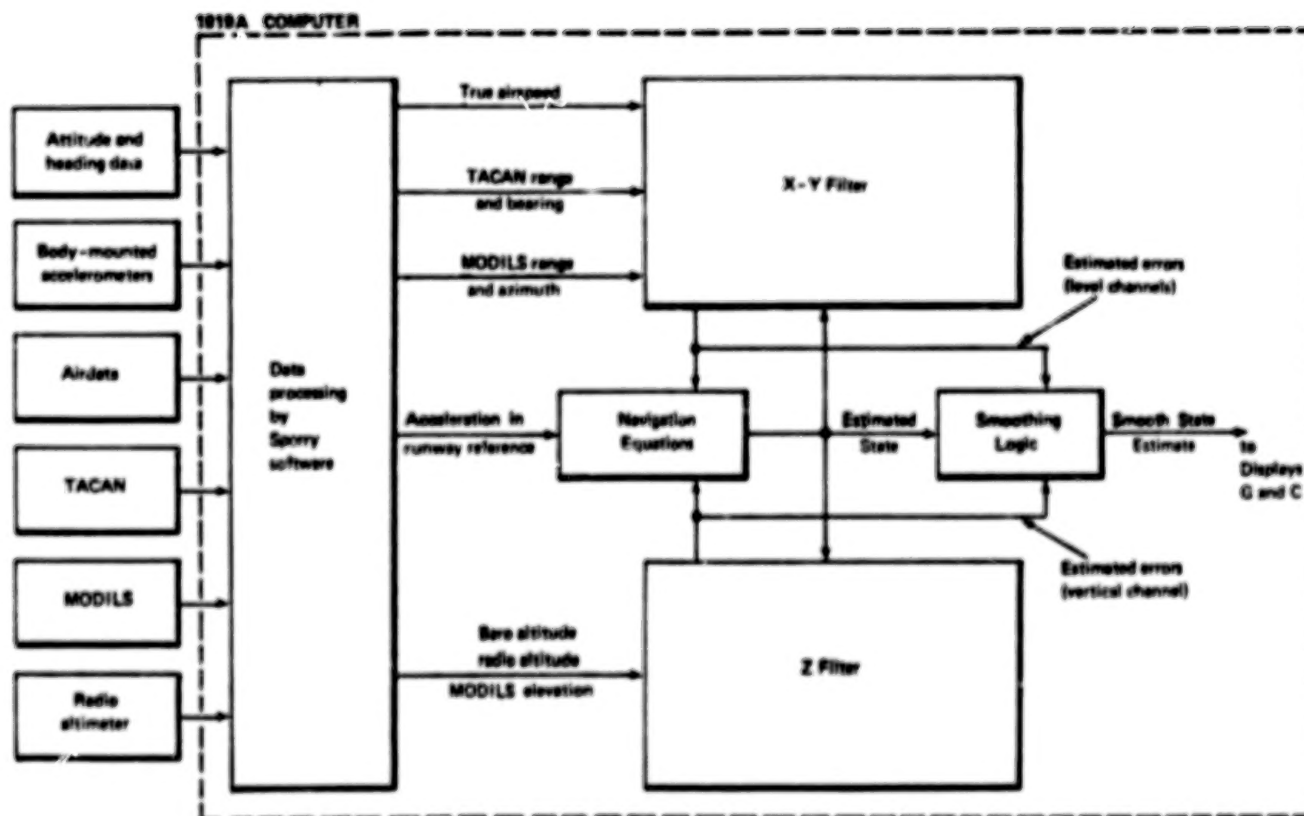 1819A COMPUTER
Attitude and
heading data
Body-mounted
accelerometers
Airdata
TACAN
MODILS
Radio
altimeter
Data
processing
by
Sperry
software
True airspeed
TACAN range
and bearing
MODILS range
and azimuth
Acceleration in
runway reference
Baro altitude
radio altitude
MODILS elevation
X-Y Filter
Navigation
Equations
Z Filter
Estimated
State
Estimated errors
(level channels)
Smoothing
Logic
Estimated errors
(vertical channel)
Smooth State
Estimate
to
Displays
G and C